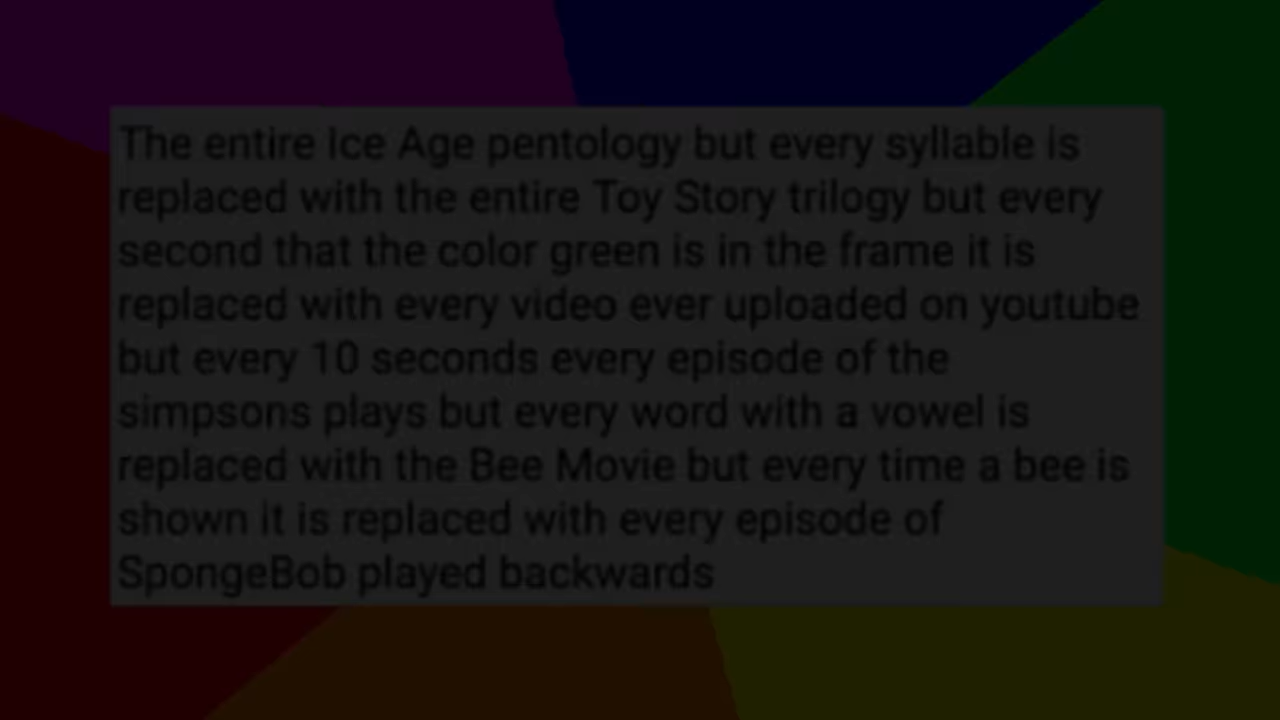 The entire Ice Age pentology but every syllable is
replaced with the entire Toy Story trilogy but every
second that the color green is in the frame it is
replaced with every video ever uploaded on youtube
but every 10 seconds every episode of the
simpsons plays but every word with a vowel is
replaced with the Bee Movie but every time a bee is
shown it is replaced with every episode of
SpongeBob played backwards